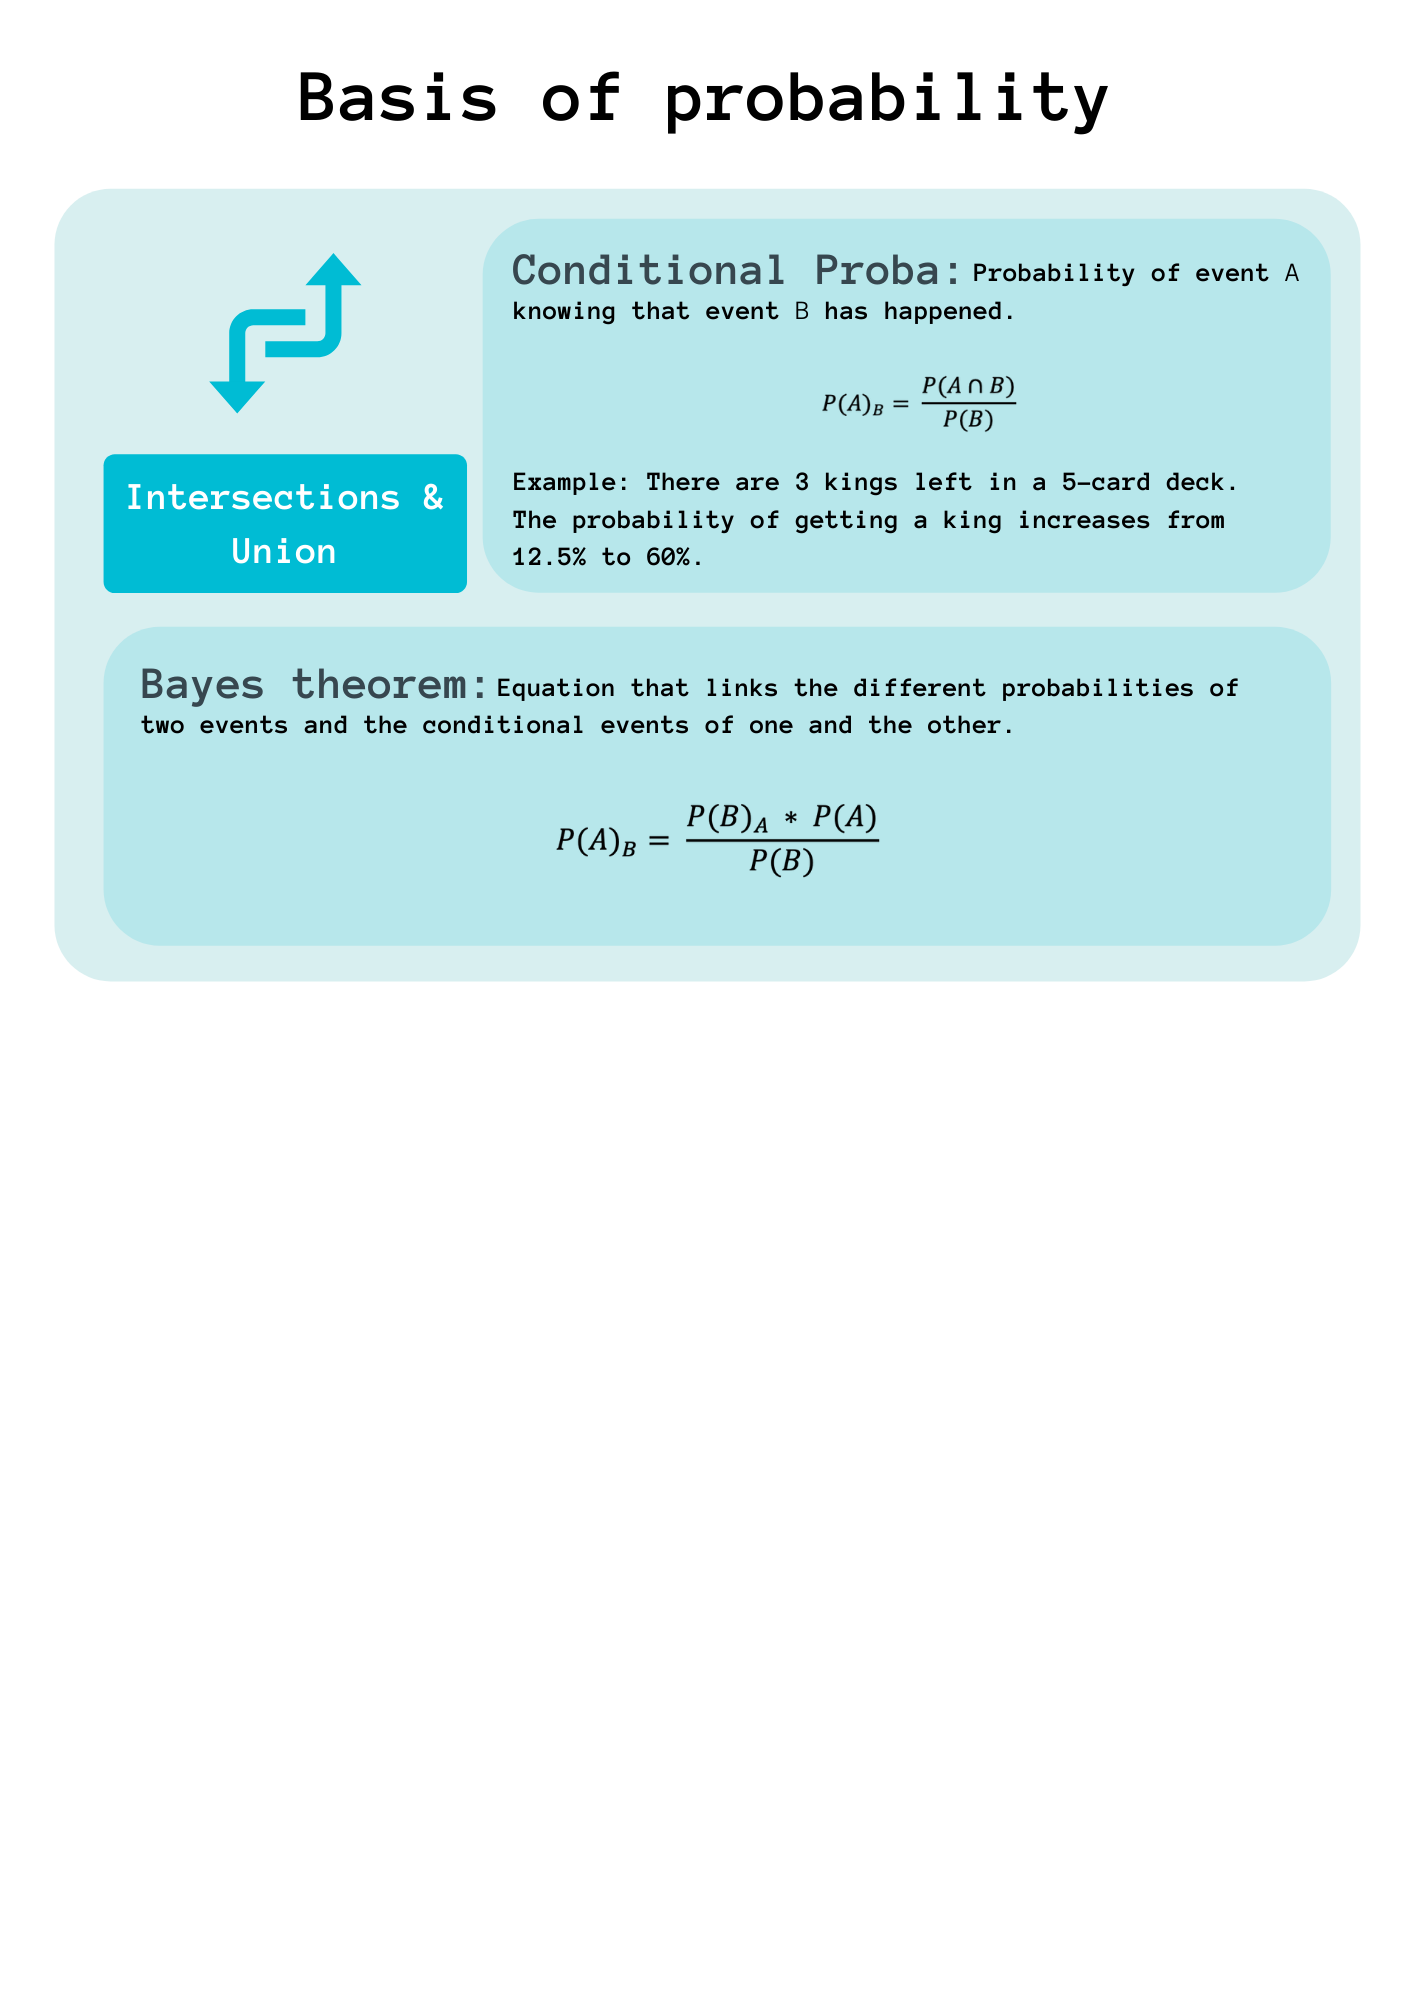 Basis of probability
Intersections &
Union
Conditional Proba: Probability of event A
knowing that event B has happened.
P(A)_B = P(A ∩ B) / P(B)
Example: There are 3 kings left in a 5-card deck.
The probability of getting a king increases from
12.5% to 60%.
Bayes theorem: Equation that links the different probabilities of
two events and the conditional events of one and the other.
P(A)_B = P(B)_A * P(A) / P(B)